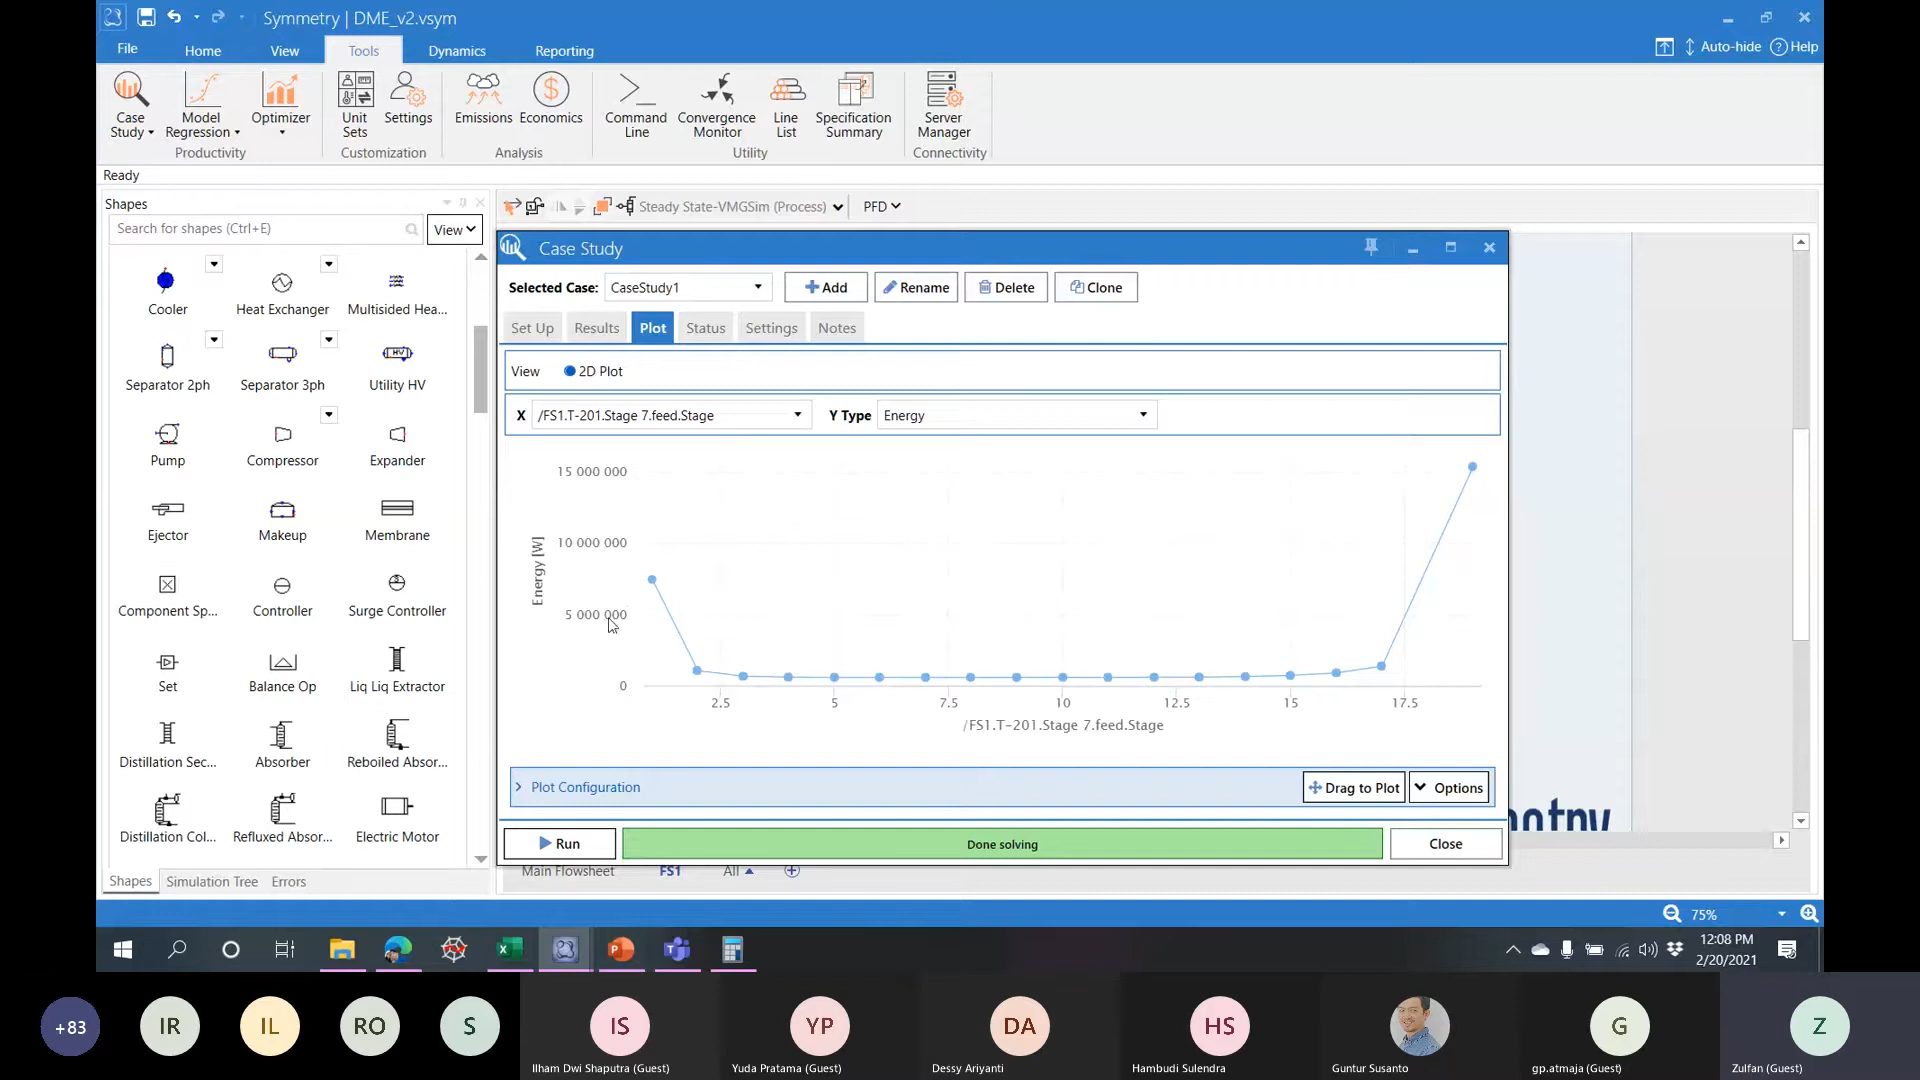 Symmetry | DME_v2.vsym
File Home View Tools Dynamics Reporting Auto-hide ? Help
Case Study
Model Regression
Optimizer
Unit Sets
Settings
Emissions
Economics
Command Line
Convergence Monitor
Line List
Specification Summary
Server Manager
Productivity Customization Analysis Utility Connectivity
Ready
Shapes
Search for shapes (Ctrl+E) View
Steady State-VMGSim (Process) PFD
Cooler Heat Exchanger Multisided Hea...
Separator 2ph Separator 3ph Utility HV
HV
Pump Compressor Expander
Ejector Makeup Membrane
Component Sp... Controller Surge Controller
Set Balance Op Liq Liq Extractor
Distillation Sec... Absorber Reboiled Absor...
Distillation Col... Refluxed Absor... Electric Motor
Shapes Simulation Tree Errors
Case Study
Selected Case: CaseStudy1 Add Rename Delete Clone
Set Up Results Plot Status Settings Notes
View 2D Plot
X /FS1.T-201.Stage 7.feed.Stage Y Type Energy
15 000 000
10 000 000
5 000 000
0
Energy [W]
2.5 5 7.5 10 12.5 15 17.5
/FS1.T-201.Stage 7.feed.Stage
Plot Configuration Drag to Plot Options
Run Done solving Close
Main Flowsheet FS1 All
75%
12:08 PM
2/20/2021
+83 IR IL RO S IS YP DA HS G Z
Ilham Dwi Shaputra (Guest) Yuda Pratama (Guest) Dessy Ariyanti Hambudi Sulendra Guntur Susanto gp.atmaja (Guest) Zulfan (Guest)